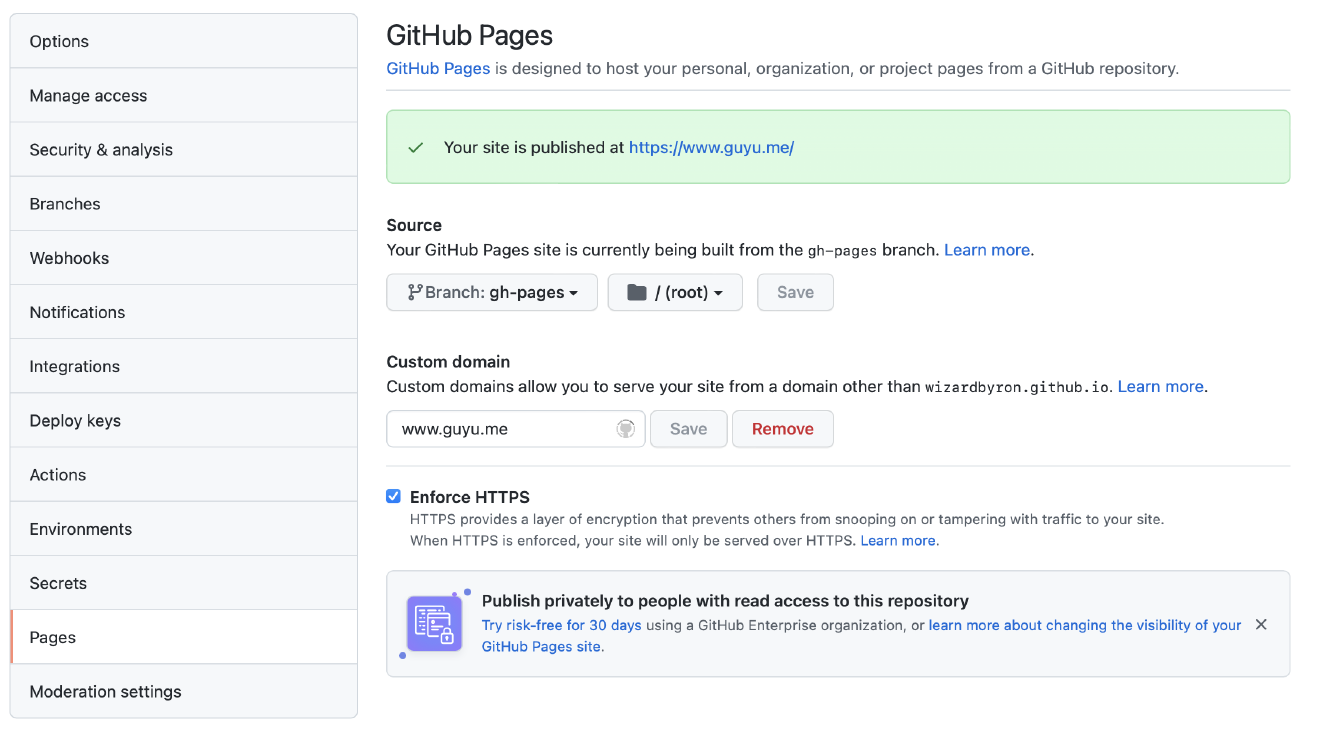 Options
Manage access
Security & analysis
Branches
Webhooks
Notifications
Integrations
Deploy keys
Actions
Environments
Secrets
Pages
Moderation settings
GitHub Pages
GitHub Pages is designed to host your personal, organization, or project pages from a GitHub repository.
Your site is published at https://www.guyu.me/
Source
Your GitHub Pages site is currently being built from the gh-pages branch. Learn more.
Branch: gh-pages
/ (root)
Save
Custom domain
Custom domains allow you to serve your site from a domain other than wizardbyron.github.io. Learn more.
www.guyu.me
Save
Remove
Enforce HTTPS
HTTPS provides a layer of encryption that prevents others from snooping on or tampering with traffic to your site.
When HTTPS is enforced, your site will only be served over HTTPS. Learn more.
Publish privately to people with read access to this repository
Try risk-free for 30 days using a GitHub Enterprise organization, or learn more about changing the visibility of your
GitHub Pages site.